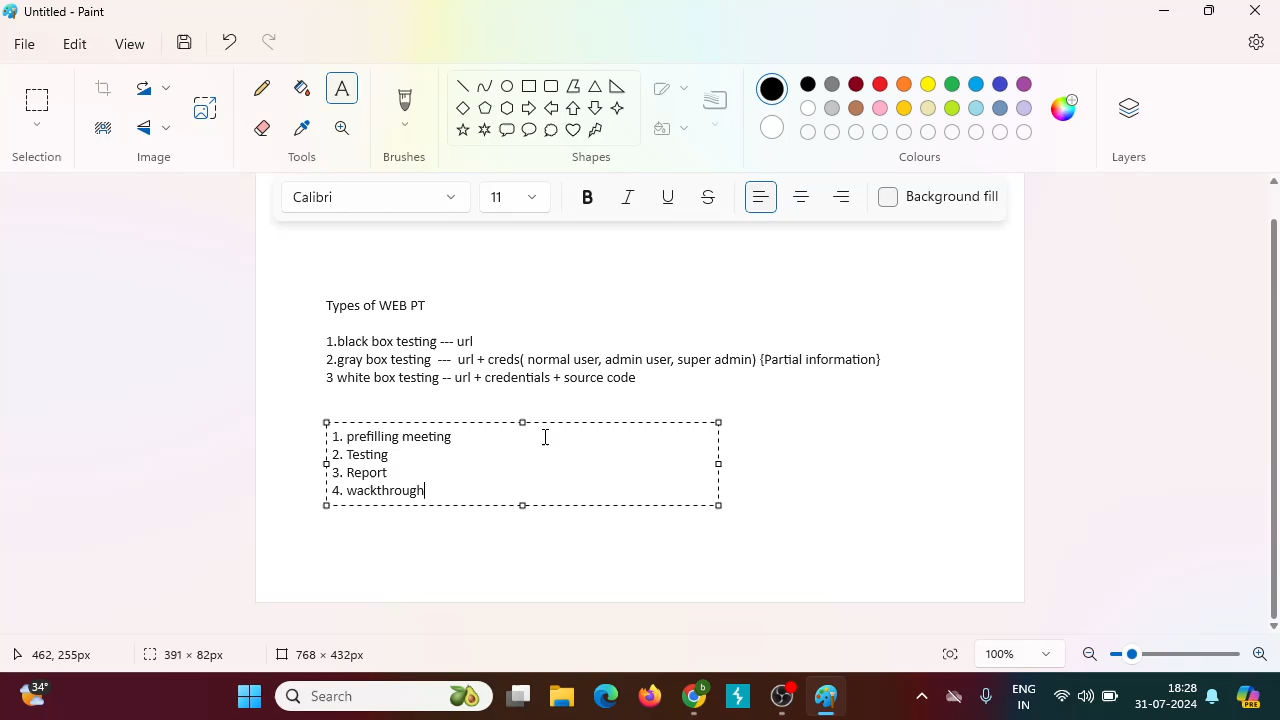 Untitled - Paint
File Edit View
Selection
Image
Tools
Brushes
Shapes
Colours
Layers
Calibri 11 B I U S Background fill
Types of WEB PT
1.black box testing --- url
2.gray box testing --- url + creds( normal user, admin user, super admin) {Partial information}
3 white box testing -- url + credentials + source code
1. prefilling meeting
2. Testing
3. Report
4. wackthrough
462, 255px 391 × 82px 768 × 432px 100%
34°
Search
b
ENG
IN
18:28
31-07-2024
PRE